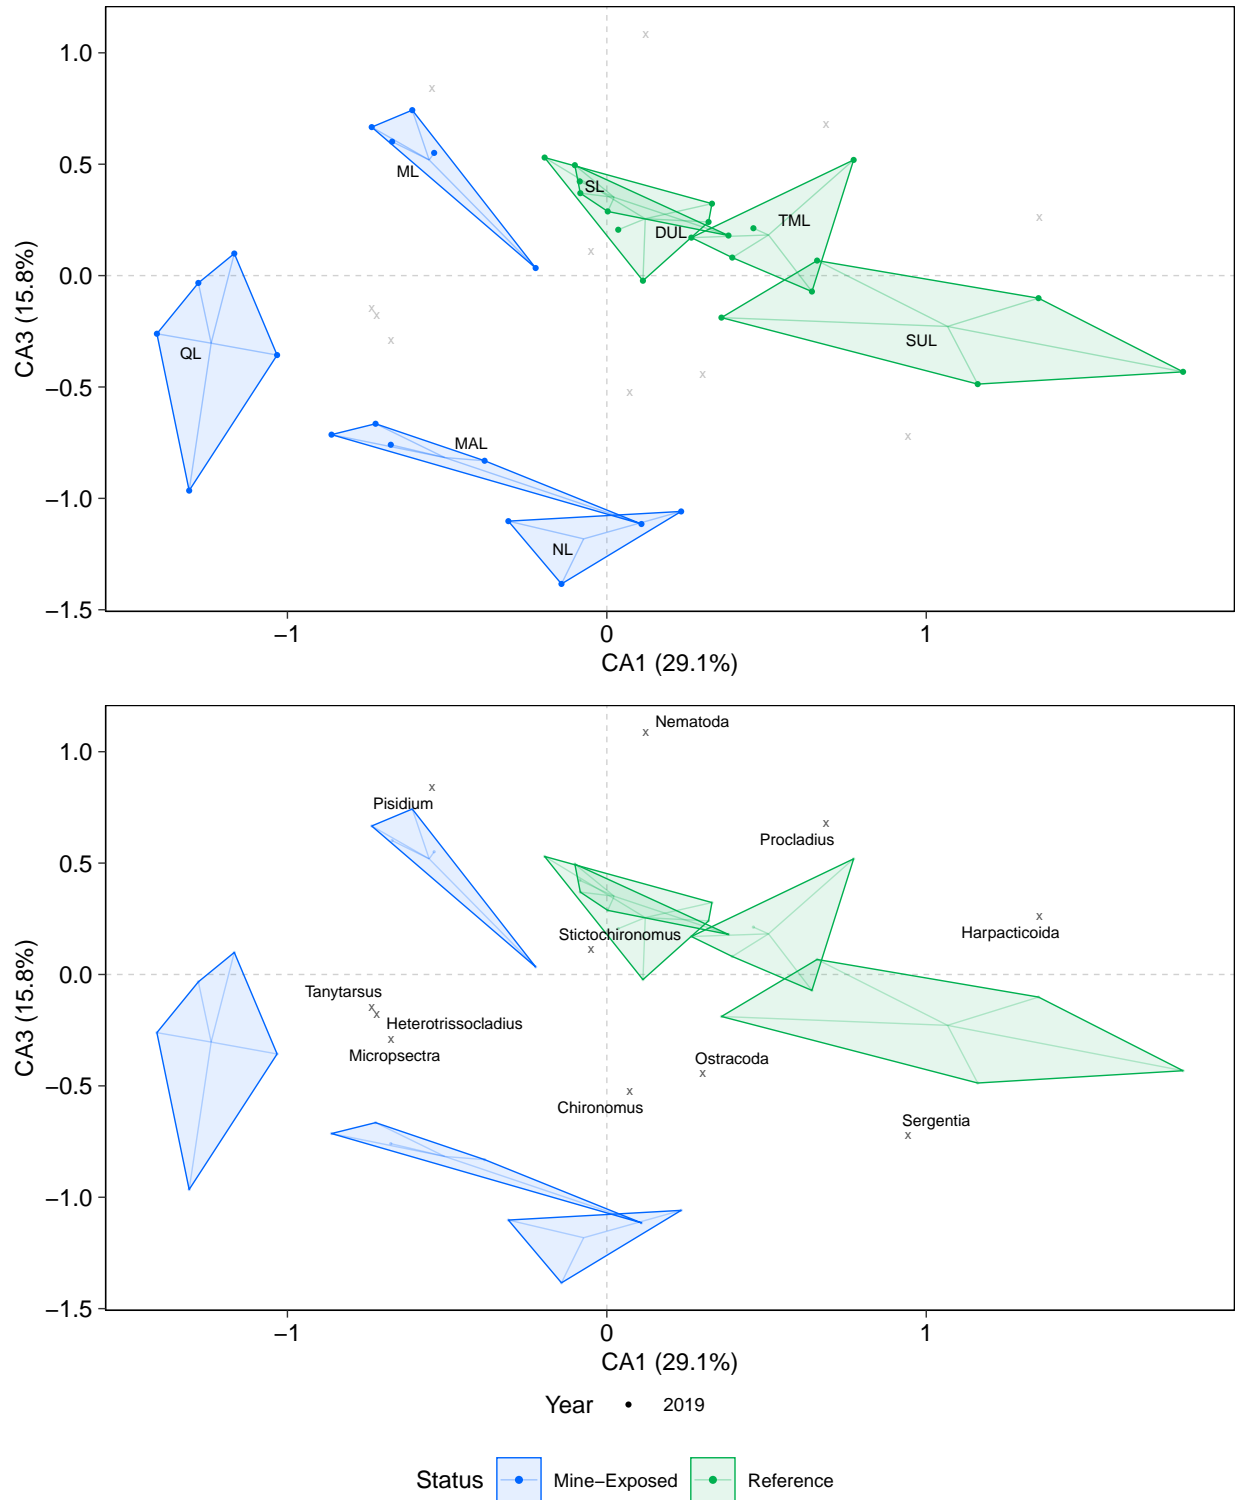 1.0
0.5
0.0
−0.5
−1.0
−1.5
CA3 (15.8%)
ML
SL
DUL
TML
QL
SUL
MAL
NL
x
x
x
x
x
x
x
x
x
x
x
x
−1
0
1
CA1 (29.1%)
1.0
0.5
0.0
−0.5
−1.0
−1.5
CA3 (15.8%)
Nematoda
x
x
Pisidium
x
Procladius
x
Harpacticoida
Stictochironomus
x
Tanytarsus
x
x
Heterotrissocladius
x
Micropsectra
Ostracoda
x
x
Chironomus
Sergentia
x
−1
0
1
CA1 (29.1%)
Year
2019
Status
Mine−Exposed
Reference